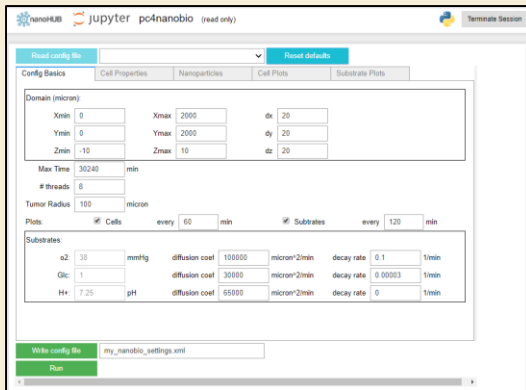 nanoHUB jupyter pc4nanobio (read only) Terminate Session
Read config file Reset defaults
Config Basics Cell Properties Nanoparticles Cell Plots Substrate Plots
Domain (micron):
Xmin 0 Xmax 2000 dx 20
Ymin 0 Ymax 2000 dy 20
Zmin -10 Zmax 10 dz 20
Max Time 30240 min
# threads 8
Tumor Radius 100 micron
Plots: Cells every 60 min Subtrates every 120 min
Substrates:
o2: 38 mmHg diffusion coef 100000 micron^2/min decay rate 0.1 1/min
Glc: 1 diffusion coef 30000 micron^2/min decay rate 0.00003 1/min
H+: 7.25 pH diffusion coef 65000 micron^2/min decay rate 0 1/min
Write config file my_nanobio_settings.xml
Run